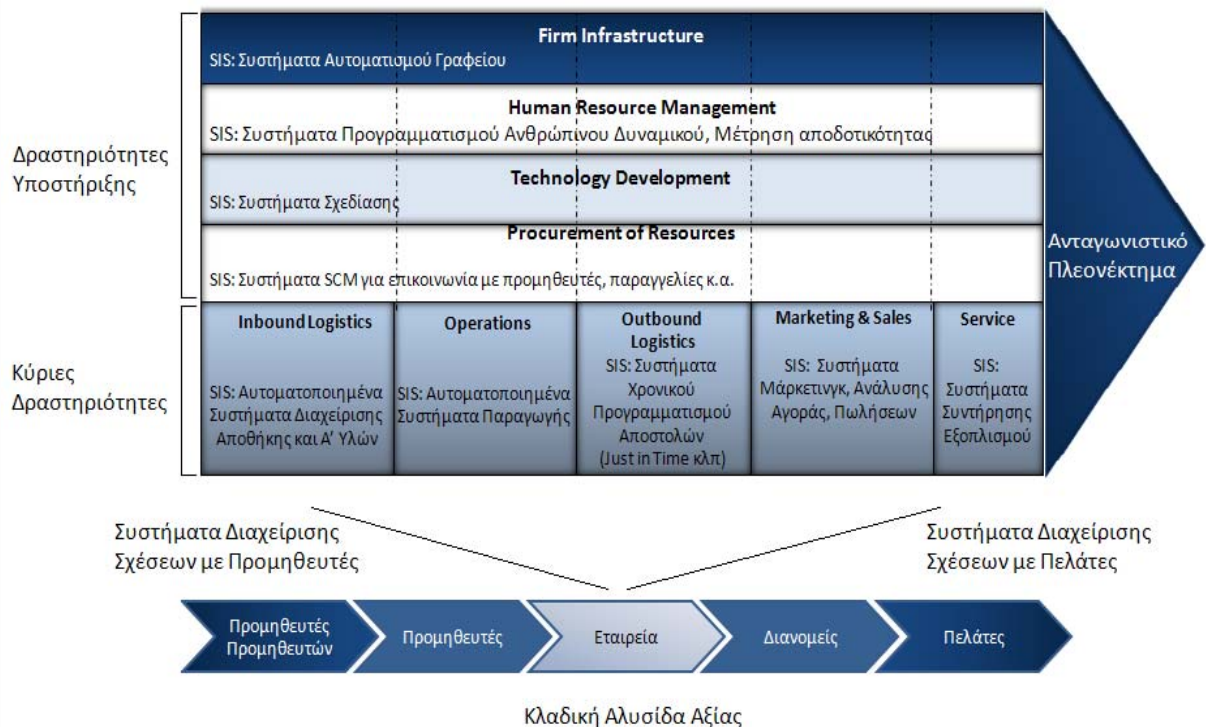 Δραστηριότητες
Υποστήριξης
Firm Infrastructure
SIS: Συστήματα Αυτοματισμού Γραφείου
Human Resource Management
SIS: Συστήματα Προγραμματισμού Ανθρώπινου Δυναμικού, Μέτρηση αποδοτικότητας
Technology Development
SIS: Συστήματα Σχεδίασης
Procurement of Resources
SIS: Συστήματα SCM για επικοινωνία με προμηθευτές, παραγγελίες κ.α.
Ανταγωνιστικό
Πλεονέκτημα
Κύριες
Δραστηριότητες
Inbound Logistics
SIS: Αυτοματοποιημένα
Συστήματα Διαχείρισης
Αποθήκης και Α' Υλών
Operations
SIS: Αυτοματοποιημένα
Συστήματα Παραγωγής
Outbound
Logistics
SIS: Συστήματα
Χρονικού
Προγραμματισμού
Αποστολών
(Just in Time κλπ)
Marketing & Sales
SIS: Συστήματα
Μάρκετινγκ, Ανάλυσης
Αγοράς, Πωλήσεων
Service
SIS:
Συστήματα
Συντήρησης
Εξοπλισμού
Συστήματα Διαχείρισης
Σχέσεων με Προμηθευτές
Συστήματα Διαχείρισης
Σχέσεων με Πελάτες
Προμηθευτές
Προμηθευτών
Προμηθευτές
Εταιρεία
Διανομείς
Πελάτες
Κλαδική Αλυσίδα Αξίας